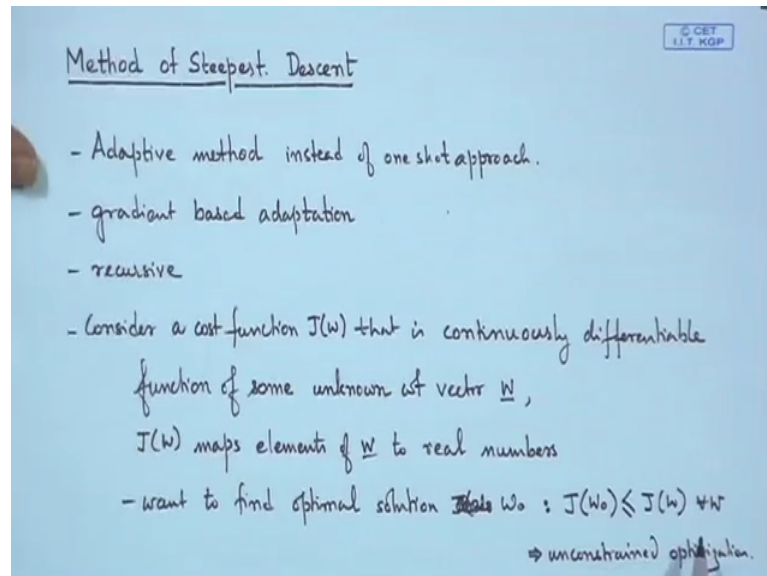 © CET
I.I.T. KGP
Method of Steepest. Descent
- Adaptive method instead of one shot approach.
- gradient based adaptation
- recursive
- Consider a cost function J(W) that is continuously differentiable
function of some unknown wt vector W,
J(W) maps elements of W to real numbers
- want to find optimal solution W₀ : J(W₀) ≤ J(W) ∀W
⇒ unconstrained optimization.